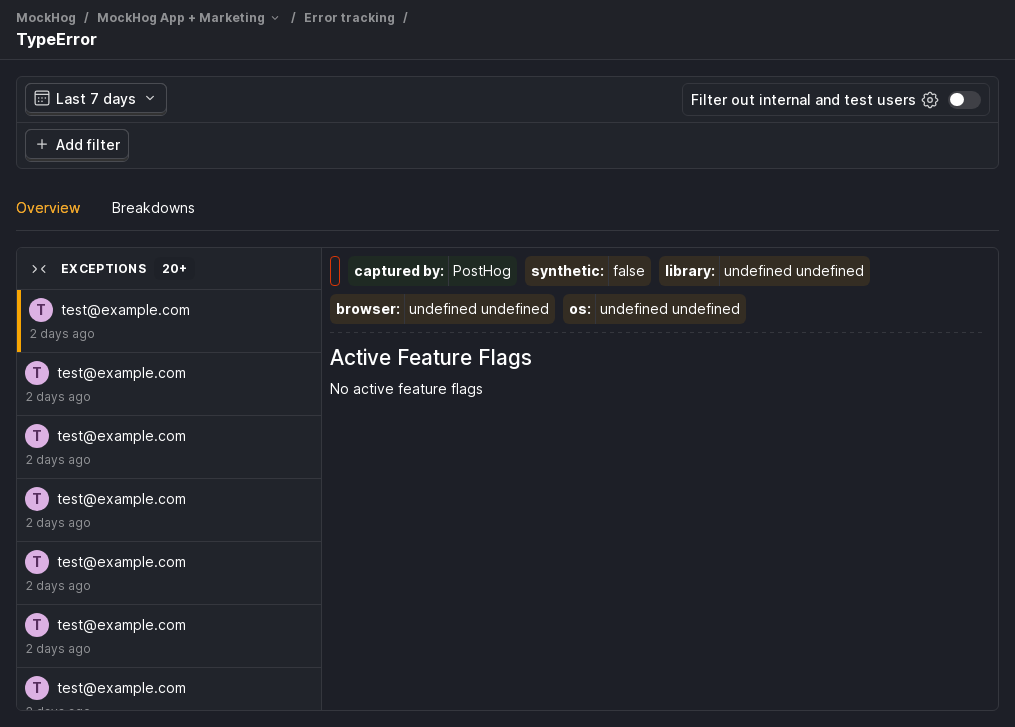 MockHog / MockHog App + Marketing / Error tracking /
TypeError
Last 7 days
Filter out internal and test users
Add filter
Overview Breakdowns
EXCEPTIONS 20+
T test@example.com
2 days ago
T test@example.com
2 days ago
T test@example.com
2 days ago
T test@example.com
2 days ago
T test@example.com
2 days ago
T test@example.com
2 days ago
T test@example.com
2 days ago
captured by: PostHog synthetic: false library: undefined undefined
browser: undefined undefined os: undefined undefined
Active Feature Flags
No active feature flags